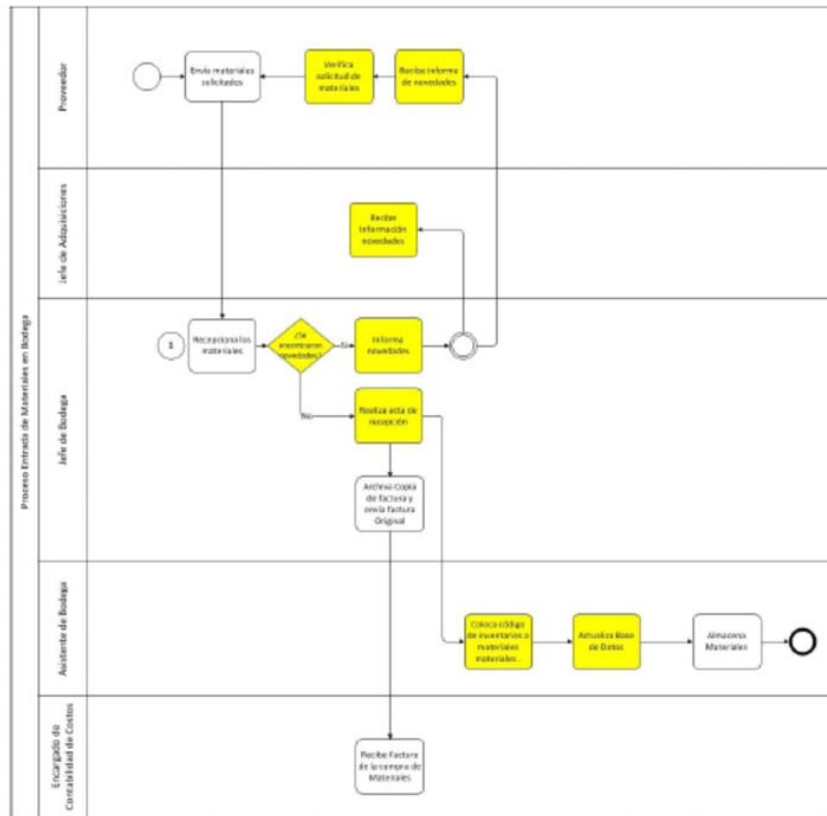 Proceso Entrada de Materiales en Bodega
Proveedor
Envía materiales
solicitados
Verifica
solicitud de
materiales
Recibe informe
de novedades
Jefe de Adquisiciones
Recibe
Información
novedades
Jefe de Bodega
1
Recepciona los
materiales
¿Se
encontraron
novedades?
Si
Informa
novedades
No
Realiza acta de
recepción
Archiva Copia
de factura y
envía factura
Original
Asistente de Bodega
Coloca código
de inventarios a
materiales
materiales..
Actualiza Base
de Datos
Almacena
Materiales
Encargado de
Contabilidad de Costos
Recibe Factura
de la compra de
Materiales